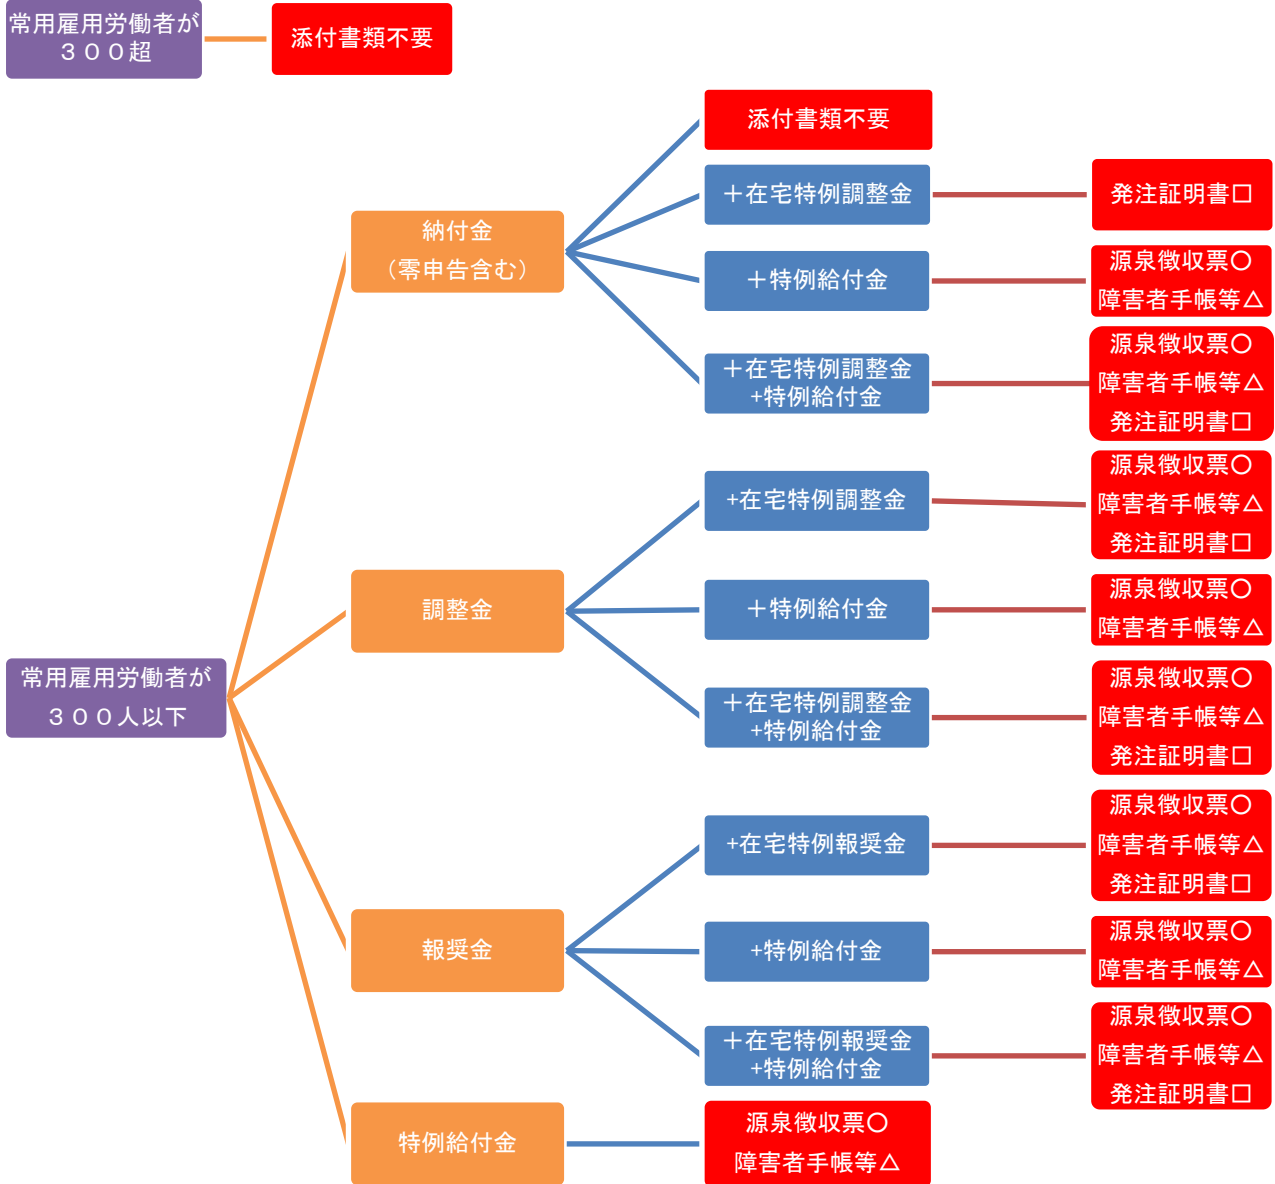 常用雇用労働者が
３００超
添付書類不要
常用雇用労働者が
３００人以下
納付金
（零申告含む）
添付書類不要
＋在宅特例調整金
発注証明書□
＋特例給付金
源泉徴収票〇
障害者手帳等△
＋在宅特例調整金
+特例給付金
源泉徴収票〇
障害者手帳等△
発注証明書□
調整金
+在宅特例調整金
源泉徴収票〇
障害者手帳等△
発注証明書□
＋特例給付金
源泉徴収票〇
障害者手帳等△
＋在宅特例調整金
+特例給付金
源泉徴収票〇
障害者手帳等△
発注証明書□
報奨金
+在宅特例報奨金
源泉徴収票〇
障害者手帳等△
発注証明書□
+特例給付金
源泉徴収票〇
障害者手帳等△
＋在宅特例報奨金
+特例給付金
源泉徴収票〇
障害者手帳等△
発注証明書□
特例給付金
源泉徴収票〇
障害者手帳等△